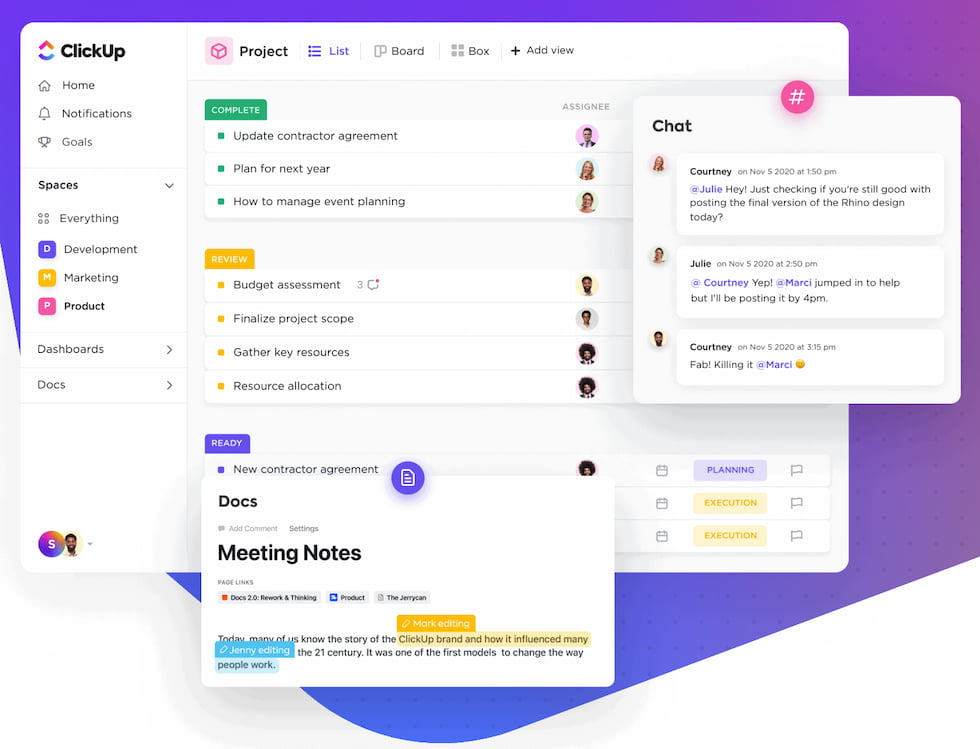 ClickUp
Home
Notifications
Goals
Spaces
Everything
D Development
M Marketing
P Product
Dashboards
Docs
S
Project
List
Board
Box
+ Add view
COMPLETE
ASSIGNEE
Update contractor agreement
Plan for next year
How to manage event planning
REVIEW
Budget assessment 3
Finalize project scope
Gather key resources
Resource allocation
READY
New contractor agreement
PLANNING
EXECUTION
EXECUTION
#
Chat
Courtney on Nov 5 2020 at 1:50 pm
@Julie Hey! Just checking if you're still good with
posting the final version of the Rhino design
today?
Julie on Nov 5 2020 at 2:50 pm
@ Courtney Yep! @Marci jumped in to help
but I'll be posting it by 4pm.
Courtney on Nov 5 2020 at 3:15 pm
Fab! Killing it @Marci 😊
Docs
Add Comment Settings
Meeting Notes
PAGE LINKS
Docs 2.0: Rework & Thinking
Product
The Jerrycan
Mark editing
Today, many of us know the story of the ClickUp brand and how it influenced many
Jenny editing
the 21 century. It was one of the first models to change the way
people work.